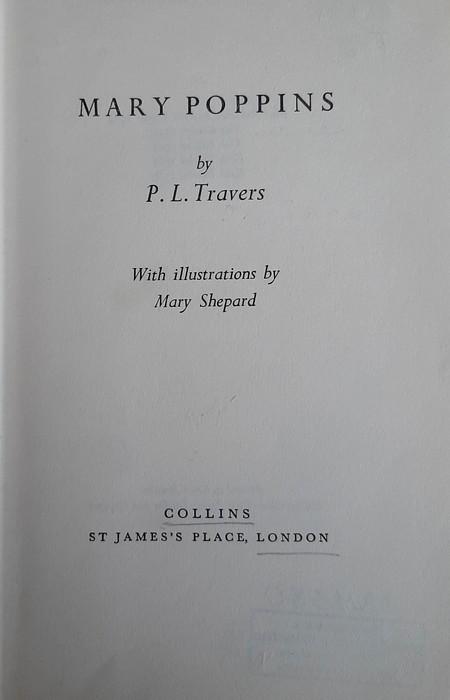 MARY POPPINS
by
P. L. Travers
With illustrations by
Mary Shepard
COLLINS
ST JAMES'S PLACE, LONDON